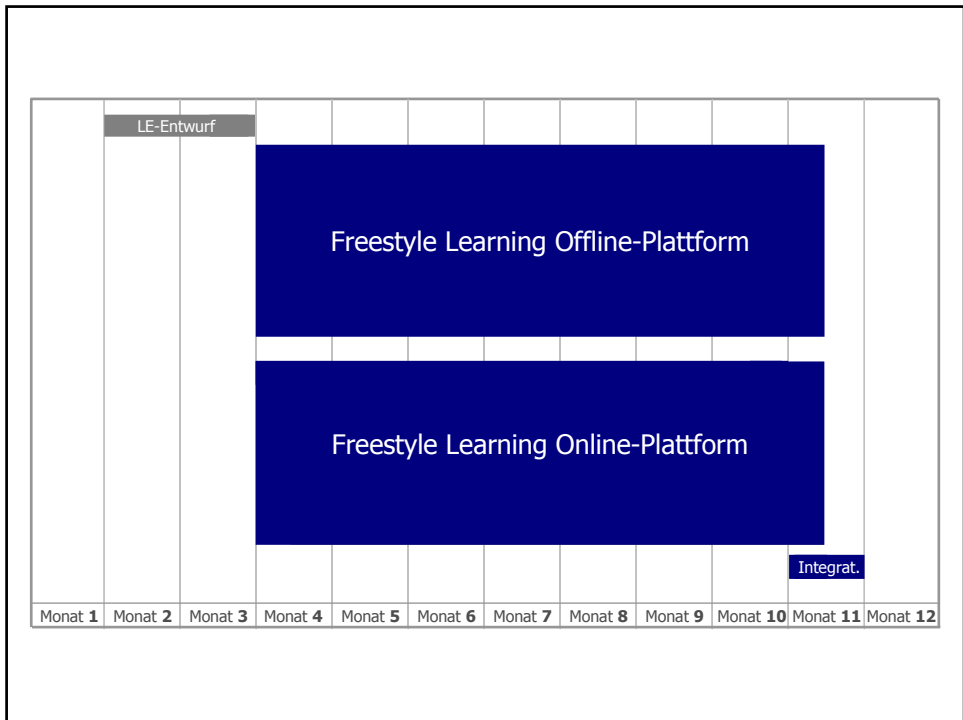 LE-Entwurf
Freestyle Learning Offline-Plattform
Freestyle Learning Online-Plattform
Integrat.
Monat 1 Monat 2 Monat 3 Monat 4 Monat 5 Monat 6 Monat 7 Monat 8 Monat 9 Monat 10 Monat 11 Monat 12